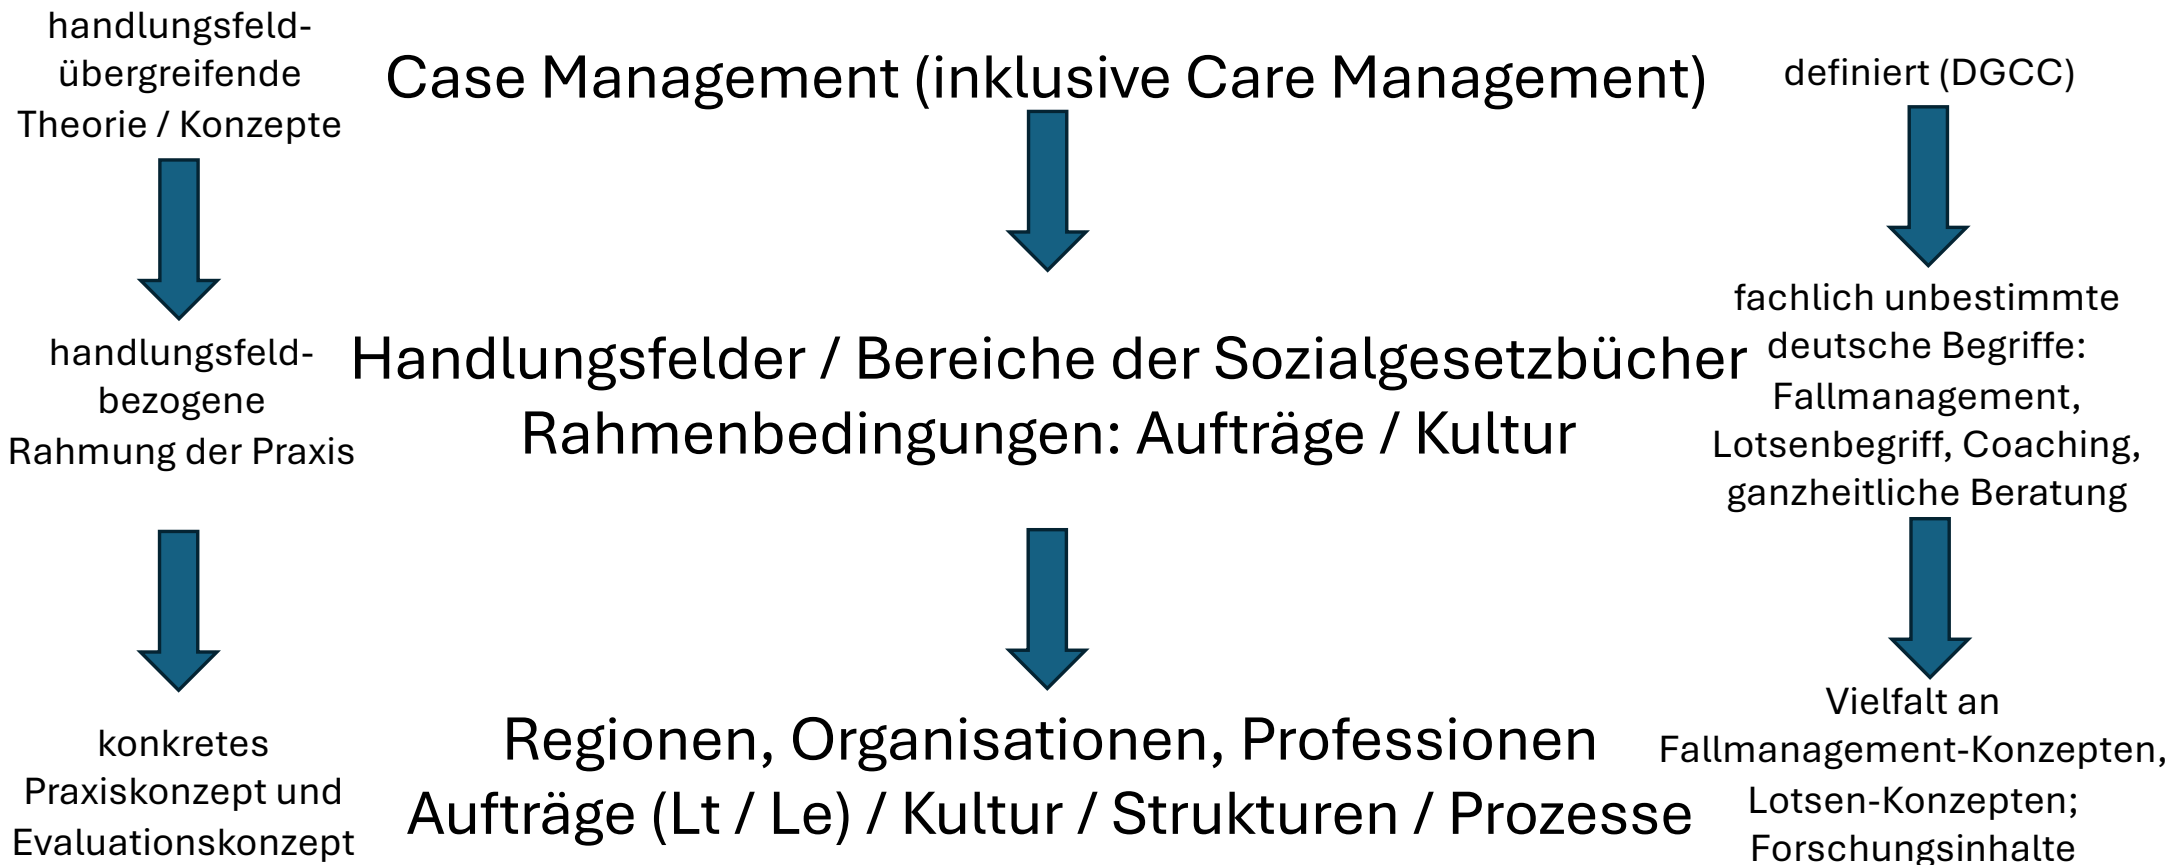 handlungsfeld-
übergreifende
Theorie / Konzepte
Case Management (inklusive Care Management)
definiert (DGCC)
handlungsfeld-
bezogene
Rahmung der Praxis
Handlungsfelder / Bereiche der Sozialgesetzbücher
Rahmenbedingungen: Aufträge / Kultur
fachlich unbestimmte
deutsche Begriffe:
Fallmanagement,
Lotsenbegriff, Coaching,
ganzheitliche Beratung
konkretes
Praxiskonzept und
Evaluationskonzept
Regionen, Organisationen, Professionen
Aufträge (Lt / Le) / Kultur / Strukturen / Prozesse
Vielfalt an
Fallmanagement-Konzepten,
Lotsen-Konzepten;
Forschungsinhalte